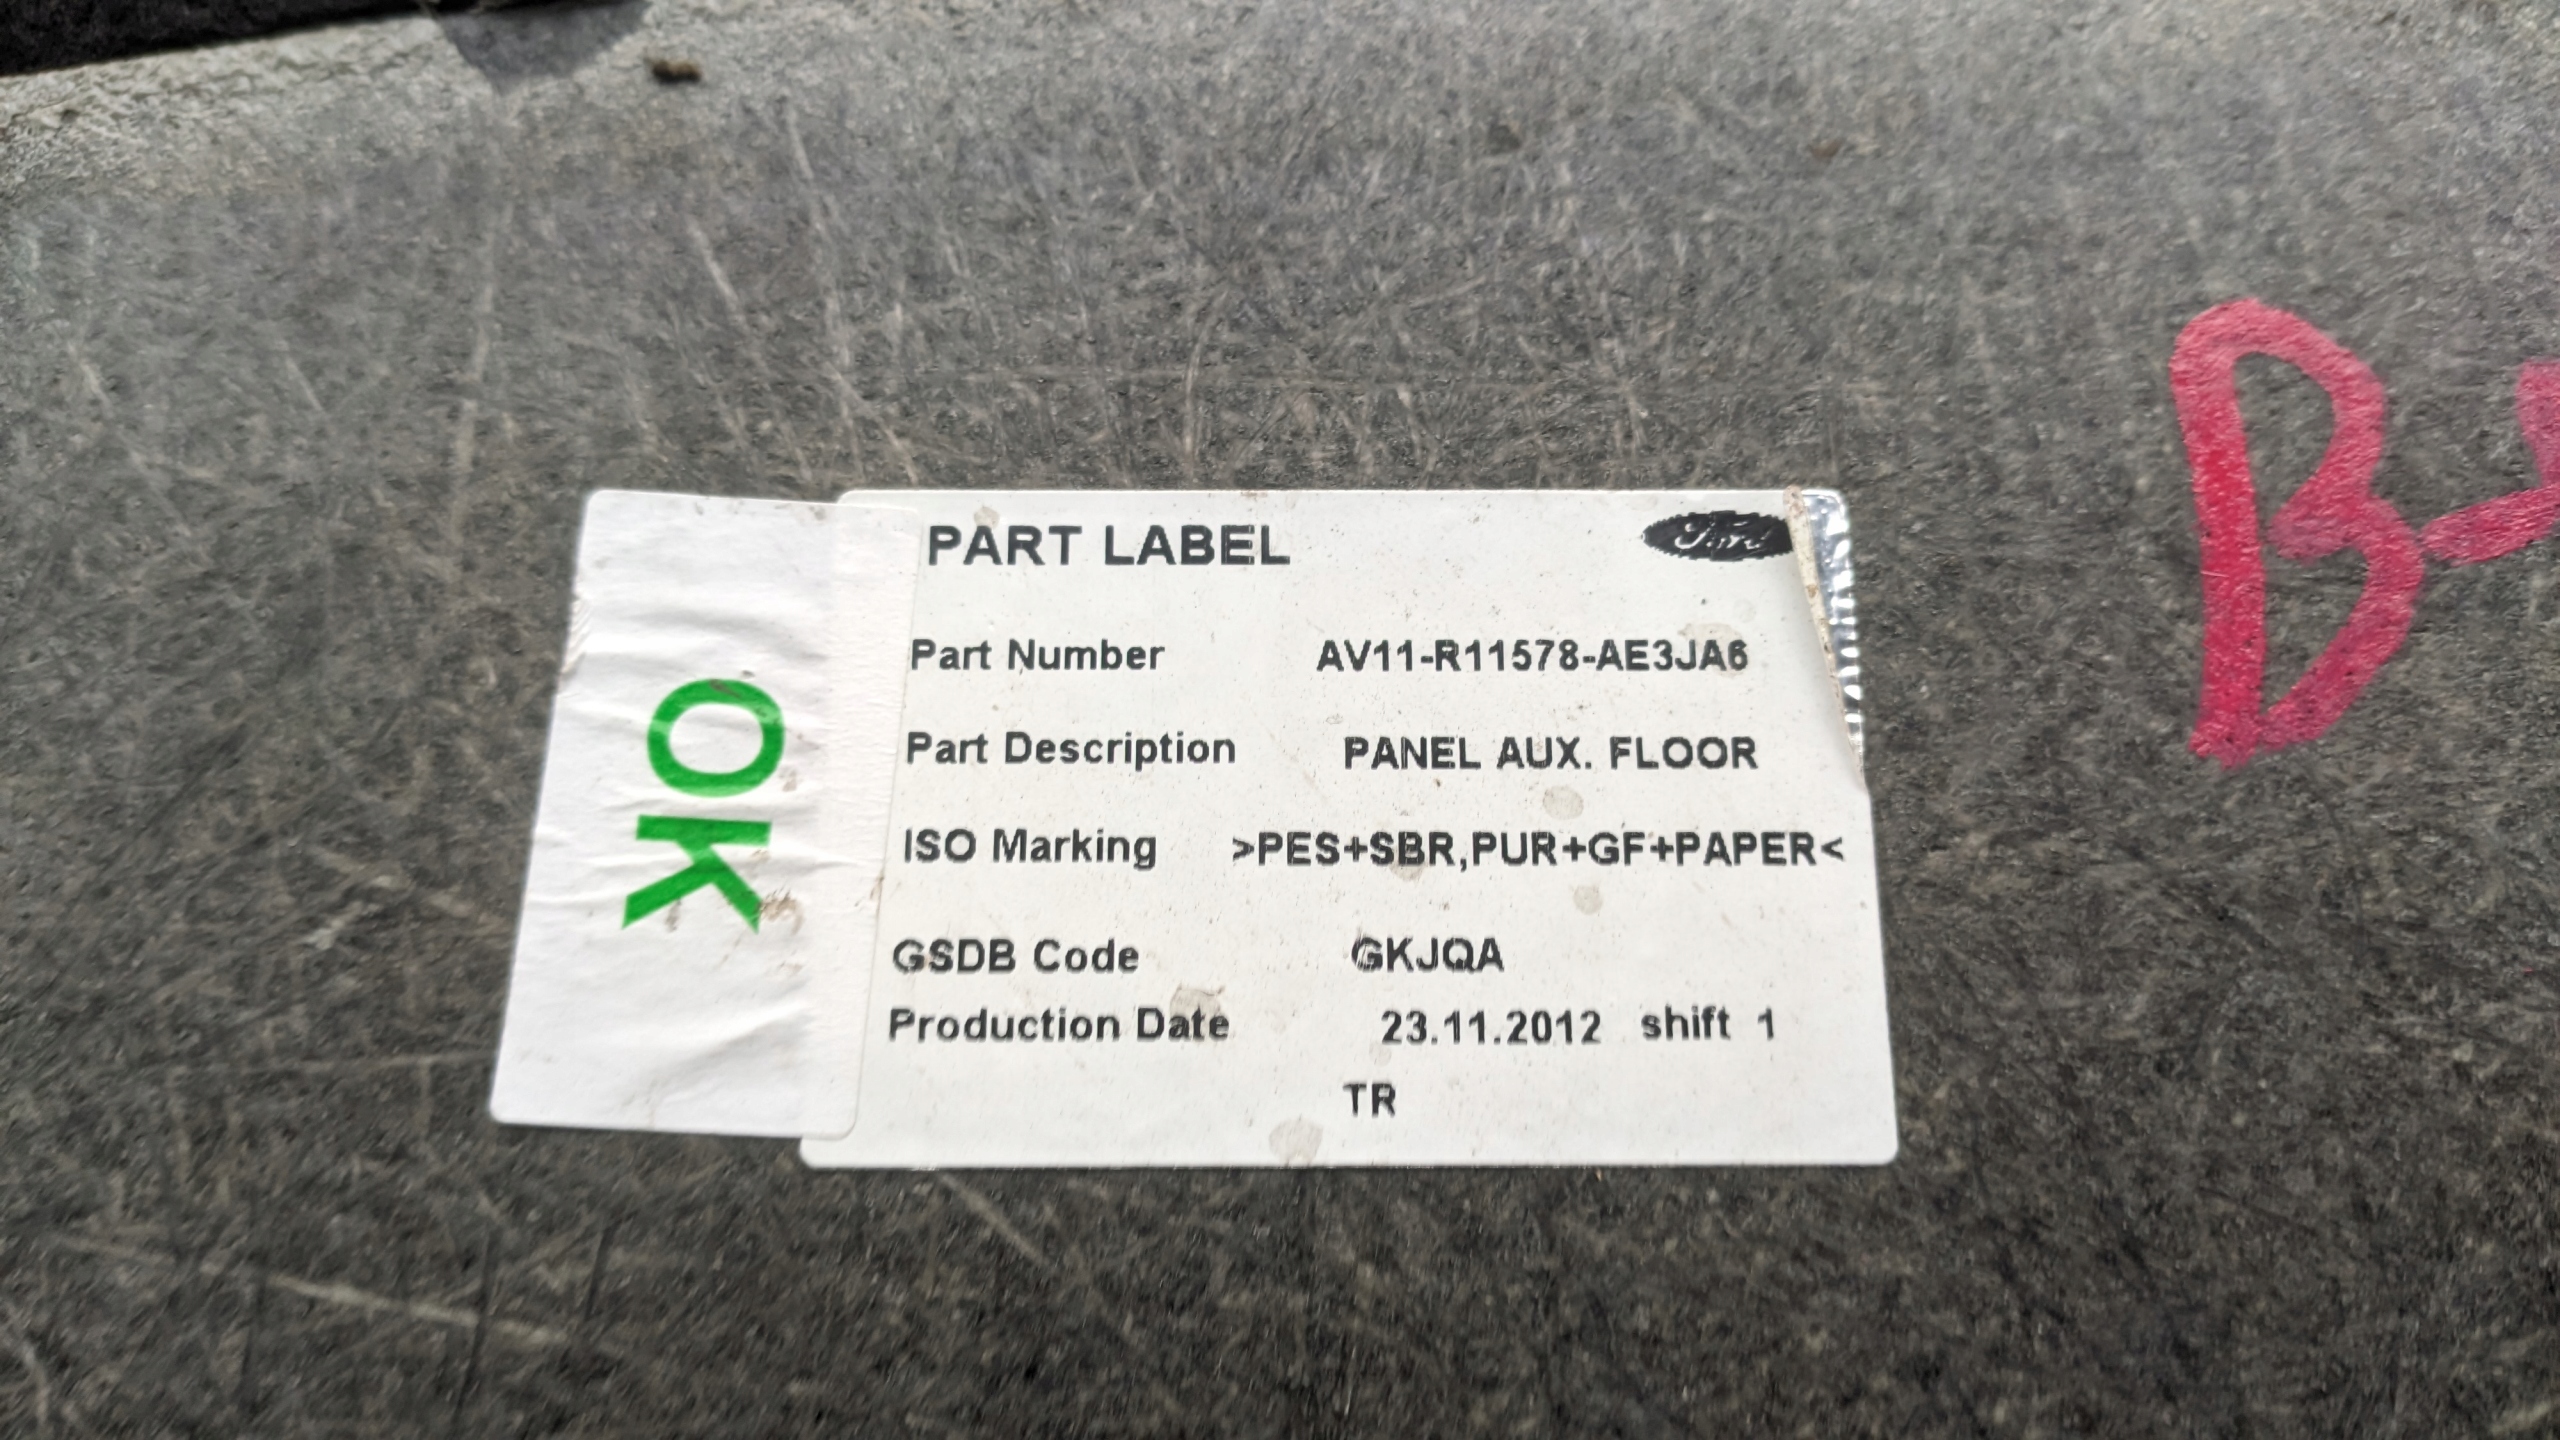 PART LABEL Ford
Part Number AV11-R11578-AE3JA6
Part Description PANEL AUX. FLOOR
ISO Marking >PES+SBR,PUR+GF+PAPER<
GSDB Code GKJQA
Production Date 23.11.2012 shift 1
TR
OK
B-